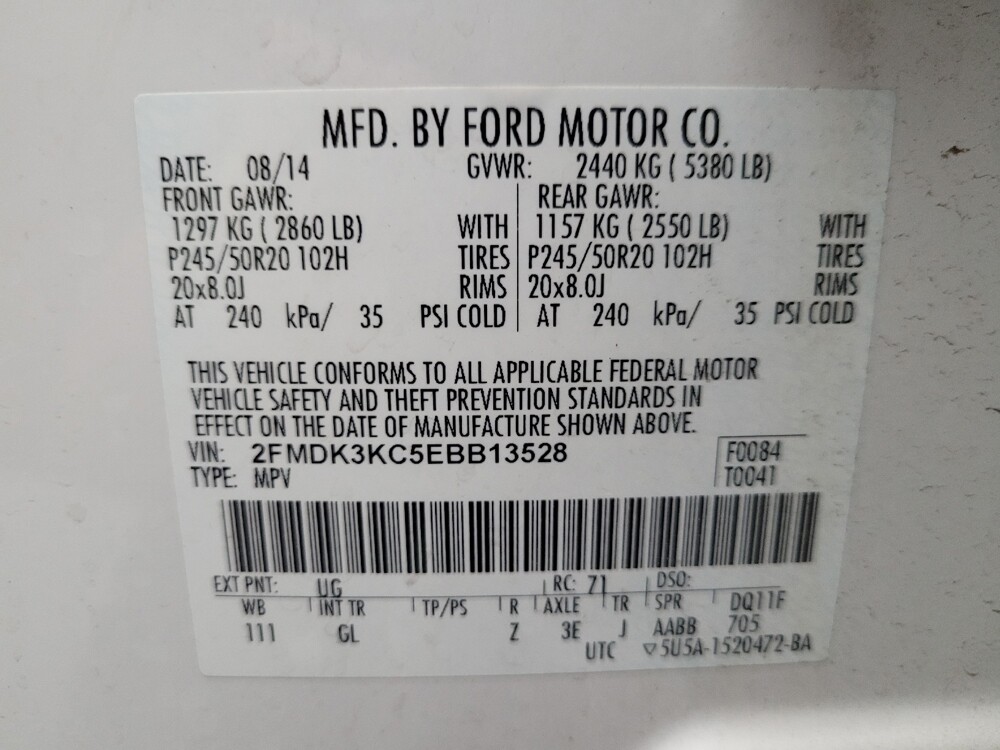 MFD. BY FORD MOTOR CO.
DATE: 08/14 GVWR: 2440 KG ( 5380 LB)
FRONT GAWR: REAR GAWR:
1297 KG ( 2860 LB) WITH 1157 KG ( 2550 LB) WITH
P245/50R20 102H TIRES P245/50R20 102H TIRES
20x8.0J RIMS 20x8.0J RIMS
AT 240 kPa/ 35 PSI COLD AT 240 kPa/ 35 PSI COLD
THIS VEHICLE CONFORMS TO ALL APPLICABLE FEDERAL MOTOR
VEHICLE SAFETY AND THEFT PREVENTION STANDARDS IN
EFFECT ON THE DATE OF MANUFACTURE SHOWN ABOVE.
VIN: 2FMDK3KC5EBB13528 F0084
TYPE: MPV T0041
EXT PNT: UG RC: 71 DSO:
WB INT TR TP/PS R AXLE TR SPR DQ11F
111 GL Z 3E J AABB 705
UTC ▽5U5A-1520472-BA